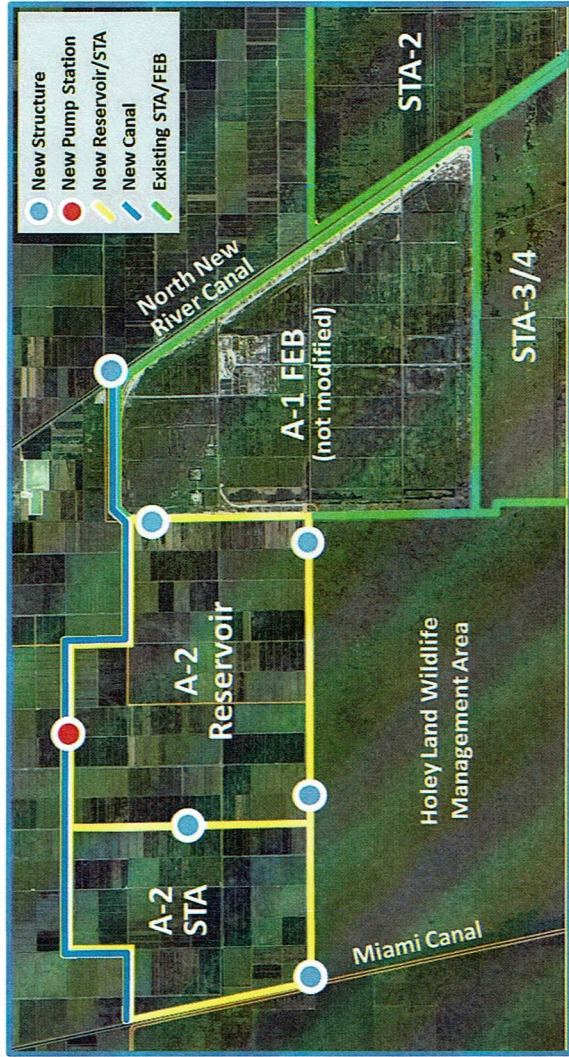 New Structure
New Pump Station
New Reservoir/STA
New Canal
Existing STA/FEB
STA-2
North New
River Canal
A-1 FEB
(not modified)
STA-3/4
A-2
Reservoir
A-2
STA
Holey Land Wildlife
Management Area
Miami Canal